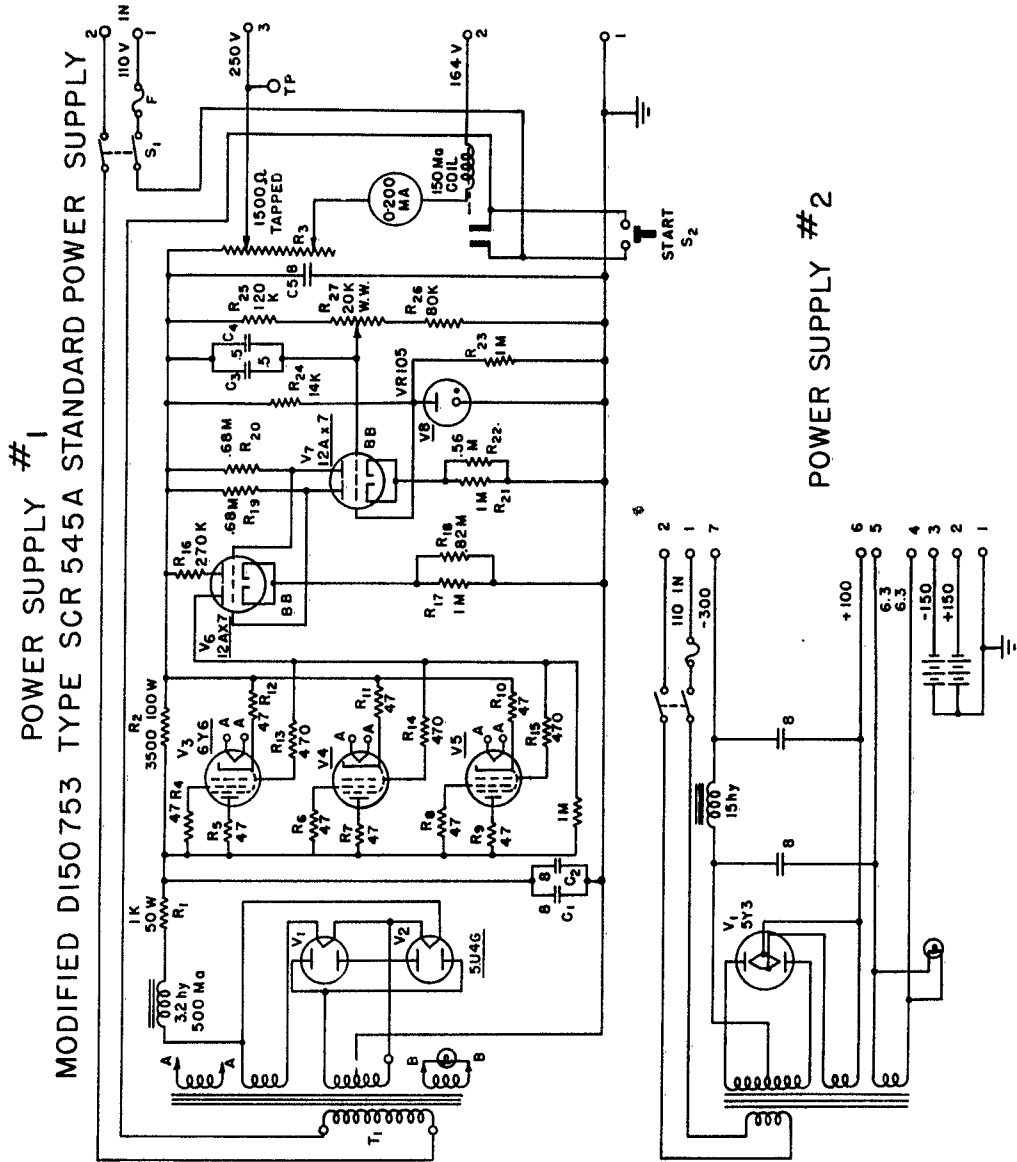 POWER SUPPLY #1
MODIFIED D150753 TYPE SCR 545A STANDARD POWER SUPPLY
2
IN
1
110V
F
S1
250V
3
TP
1500Ω
TAPPED
R3
0-200
MA
150 Ma
COIL
164 V
2
1
START
S2
C5
8
R25
120
K
R27
20K
W.W.
R26
80K
C4
.5
C3
.5
R24
14K
R23
1M
VR105
V8
.68M
R20
.68M
R19
V7
12A x 7
BB
.56
M
R22
1M
R21
R16
270K
V6
12AX7
BB
R18
.82M
R17
1M
R2
3500 100W
V3
6Y6
A
A
R12
47
R13
470
47 R4
R5
47
V4
A
A
R11
47
R14
470
R6
47
R7
47
V5
A
A
R10
47
R15
470
R8
47
R9
47
1M
1K
50W
R1
8
C2
8
C1
3.2 hy
500 Ma
V1
V2
5U4G
A
A
B
B
T1
POWER SUPPLY #2
2
1
110 IN
7
-300
6
+100
5
6.3
6.3
4
-150
3
+150
2
1
15hy
8
8
V1
5Y3